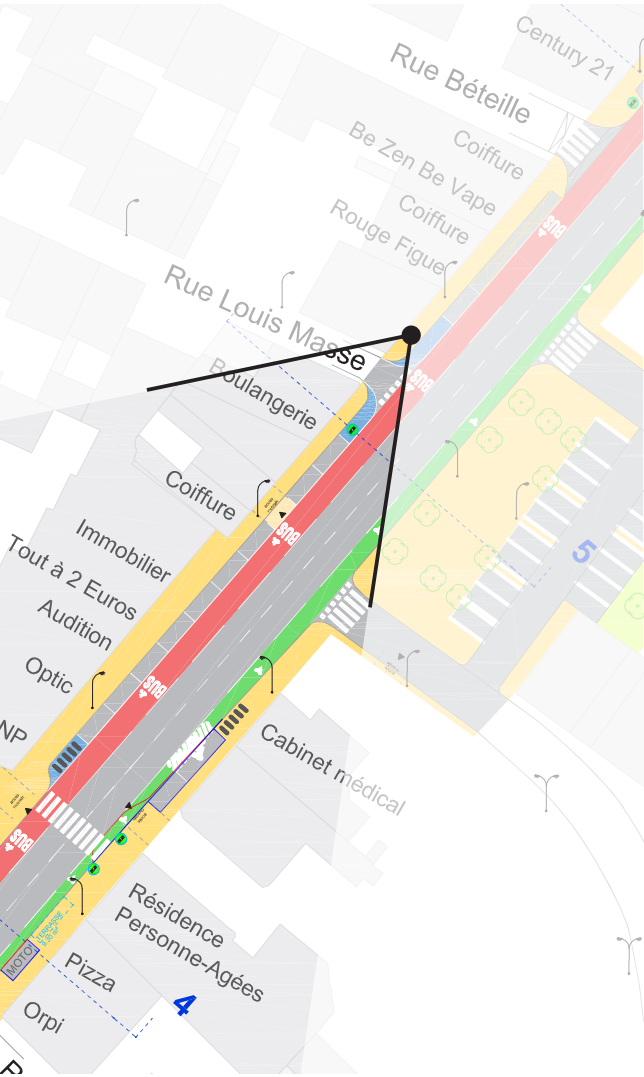 Century 21
Rue Béteille
Coiffure
Be Zen Be Vape
Coiffure
Rouge Figue
BUS
Rue Louis Masse
BUS
Boulangerie
Coiffure
BUS
Immobilier
5
Tout à 2 Euros
Audition
Optic
BUS
NP
Cabinet médical
BUS
Résidence
Personne-Agées
TERRASSE
MOTO
Pizza
4
Orpi
R